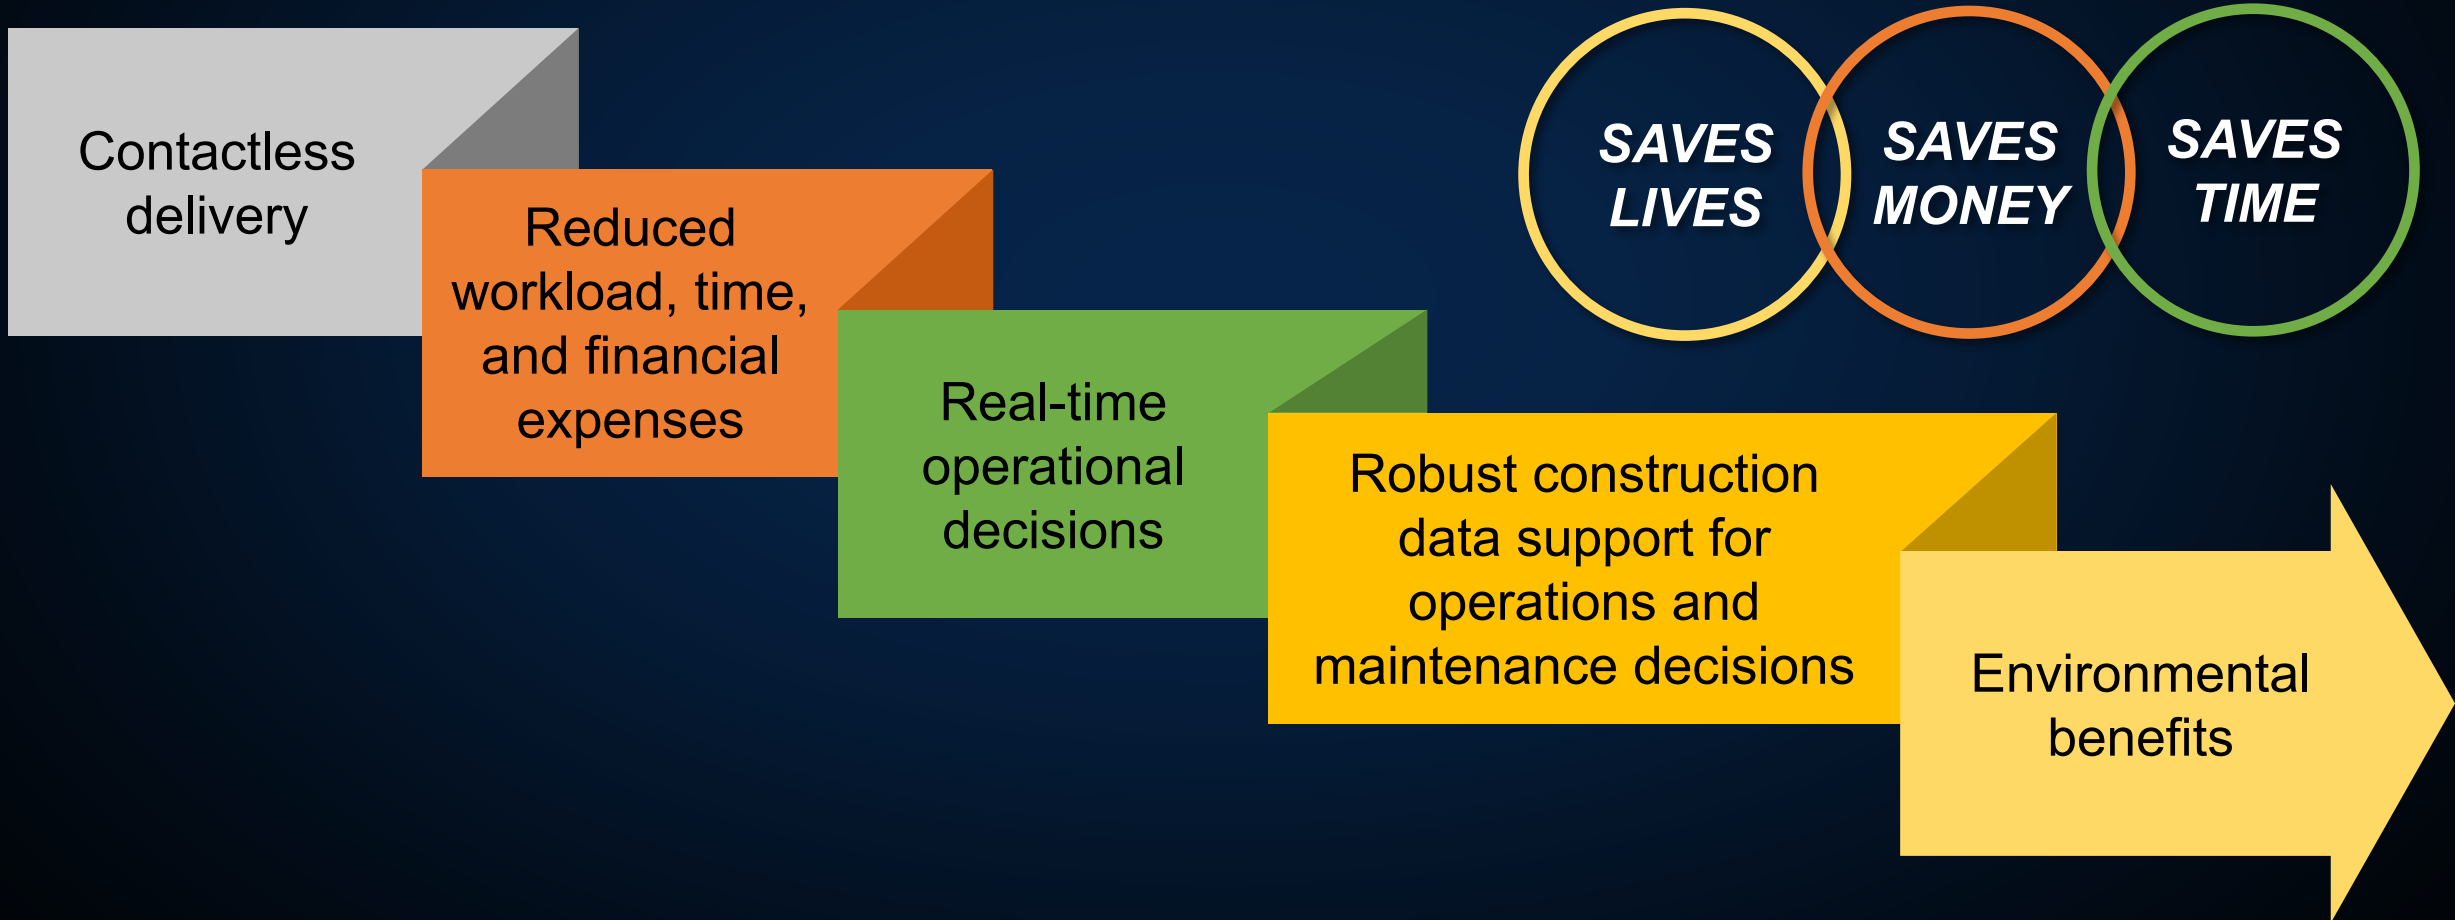 Contactless
delivery
Reduced
workload, time,
and financial
expenses
Real-time
operational
decisions
Robust construction
data support for
operations and
maintenance decisions
Environmental
benefits
SAVES
LIVES
SAVES
MONEY
SAVES
TIME